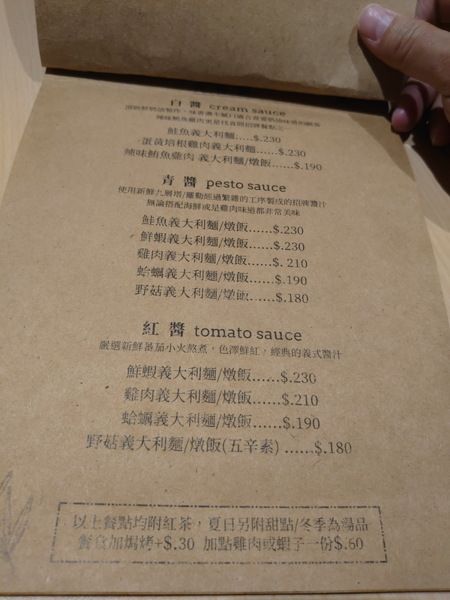 白 醬 cream sauce
鮭魚義大利麵.....$.230
蛋黃培根雞肉義大利麵......$.230
辣味鮪魚雞肉 義大利麵/燉飯......$.190
青 醬 pesto sauce
使用新鮮九層塔/羅勒經過繁雜的工序製成的招牌醬汁
無論搭配海鮮或是雞肉味道都非常美味
鮭魚義大利麵/燉飯......$.230
鮮蝦義大利麵/燉飯......$.230
雞肉義大利麵/燉飯......$. 210
蛤蠣義大利麵/燉飯......$.190
野菇義大利麵/燉飯......$.180
紅 醬 tomato sauce
嚴選新鮮蕃茄小火熬煮，色澤鮮紅，經典的義式醬汁
鮮蝦義大利麵/燉飯......$.230
雞肉義大利麵/燉飯......$.210
蛤蠣義大利麵/燉飯......$.190
野菇義大利麵/燉飯(五辛素) ......$.180
以上餐點均附紅茶，夏日另附甜點/冬季為湯品
餐食加焗烤+$.30 加點雞肉或蝦子一份$.60